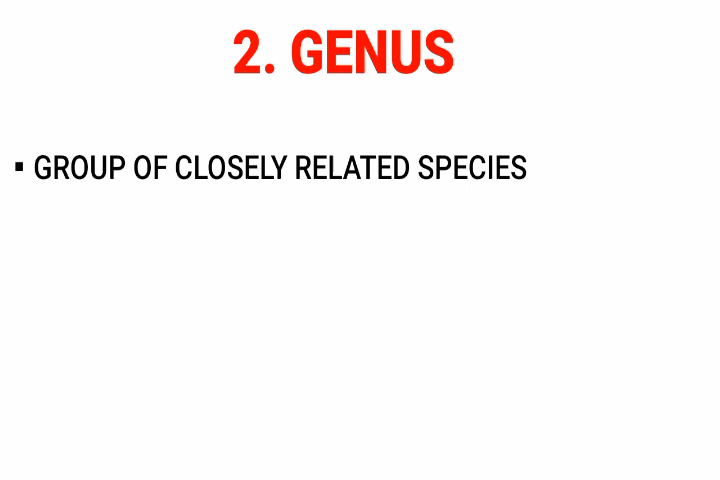 2. GENUS
▪ GROUP OF CLOSELY RELATED SPECIES